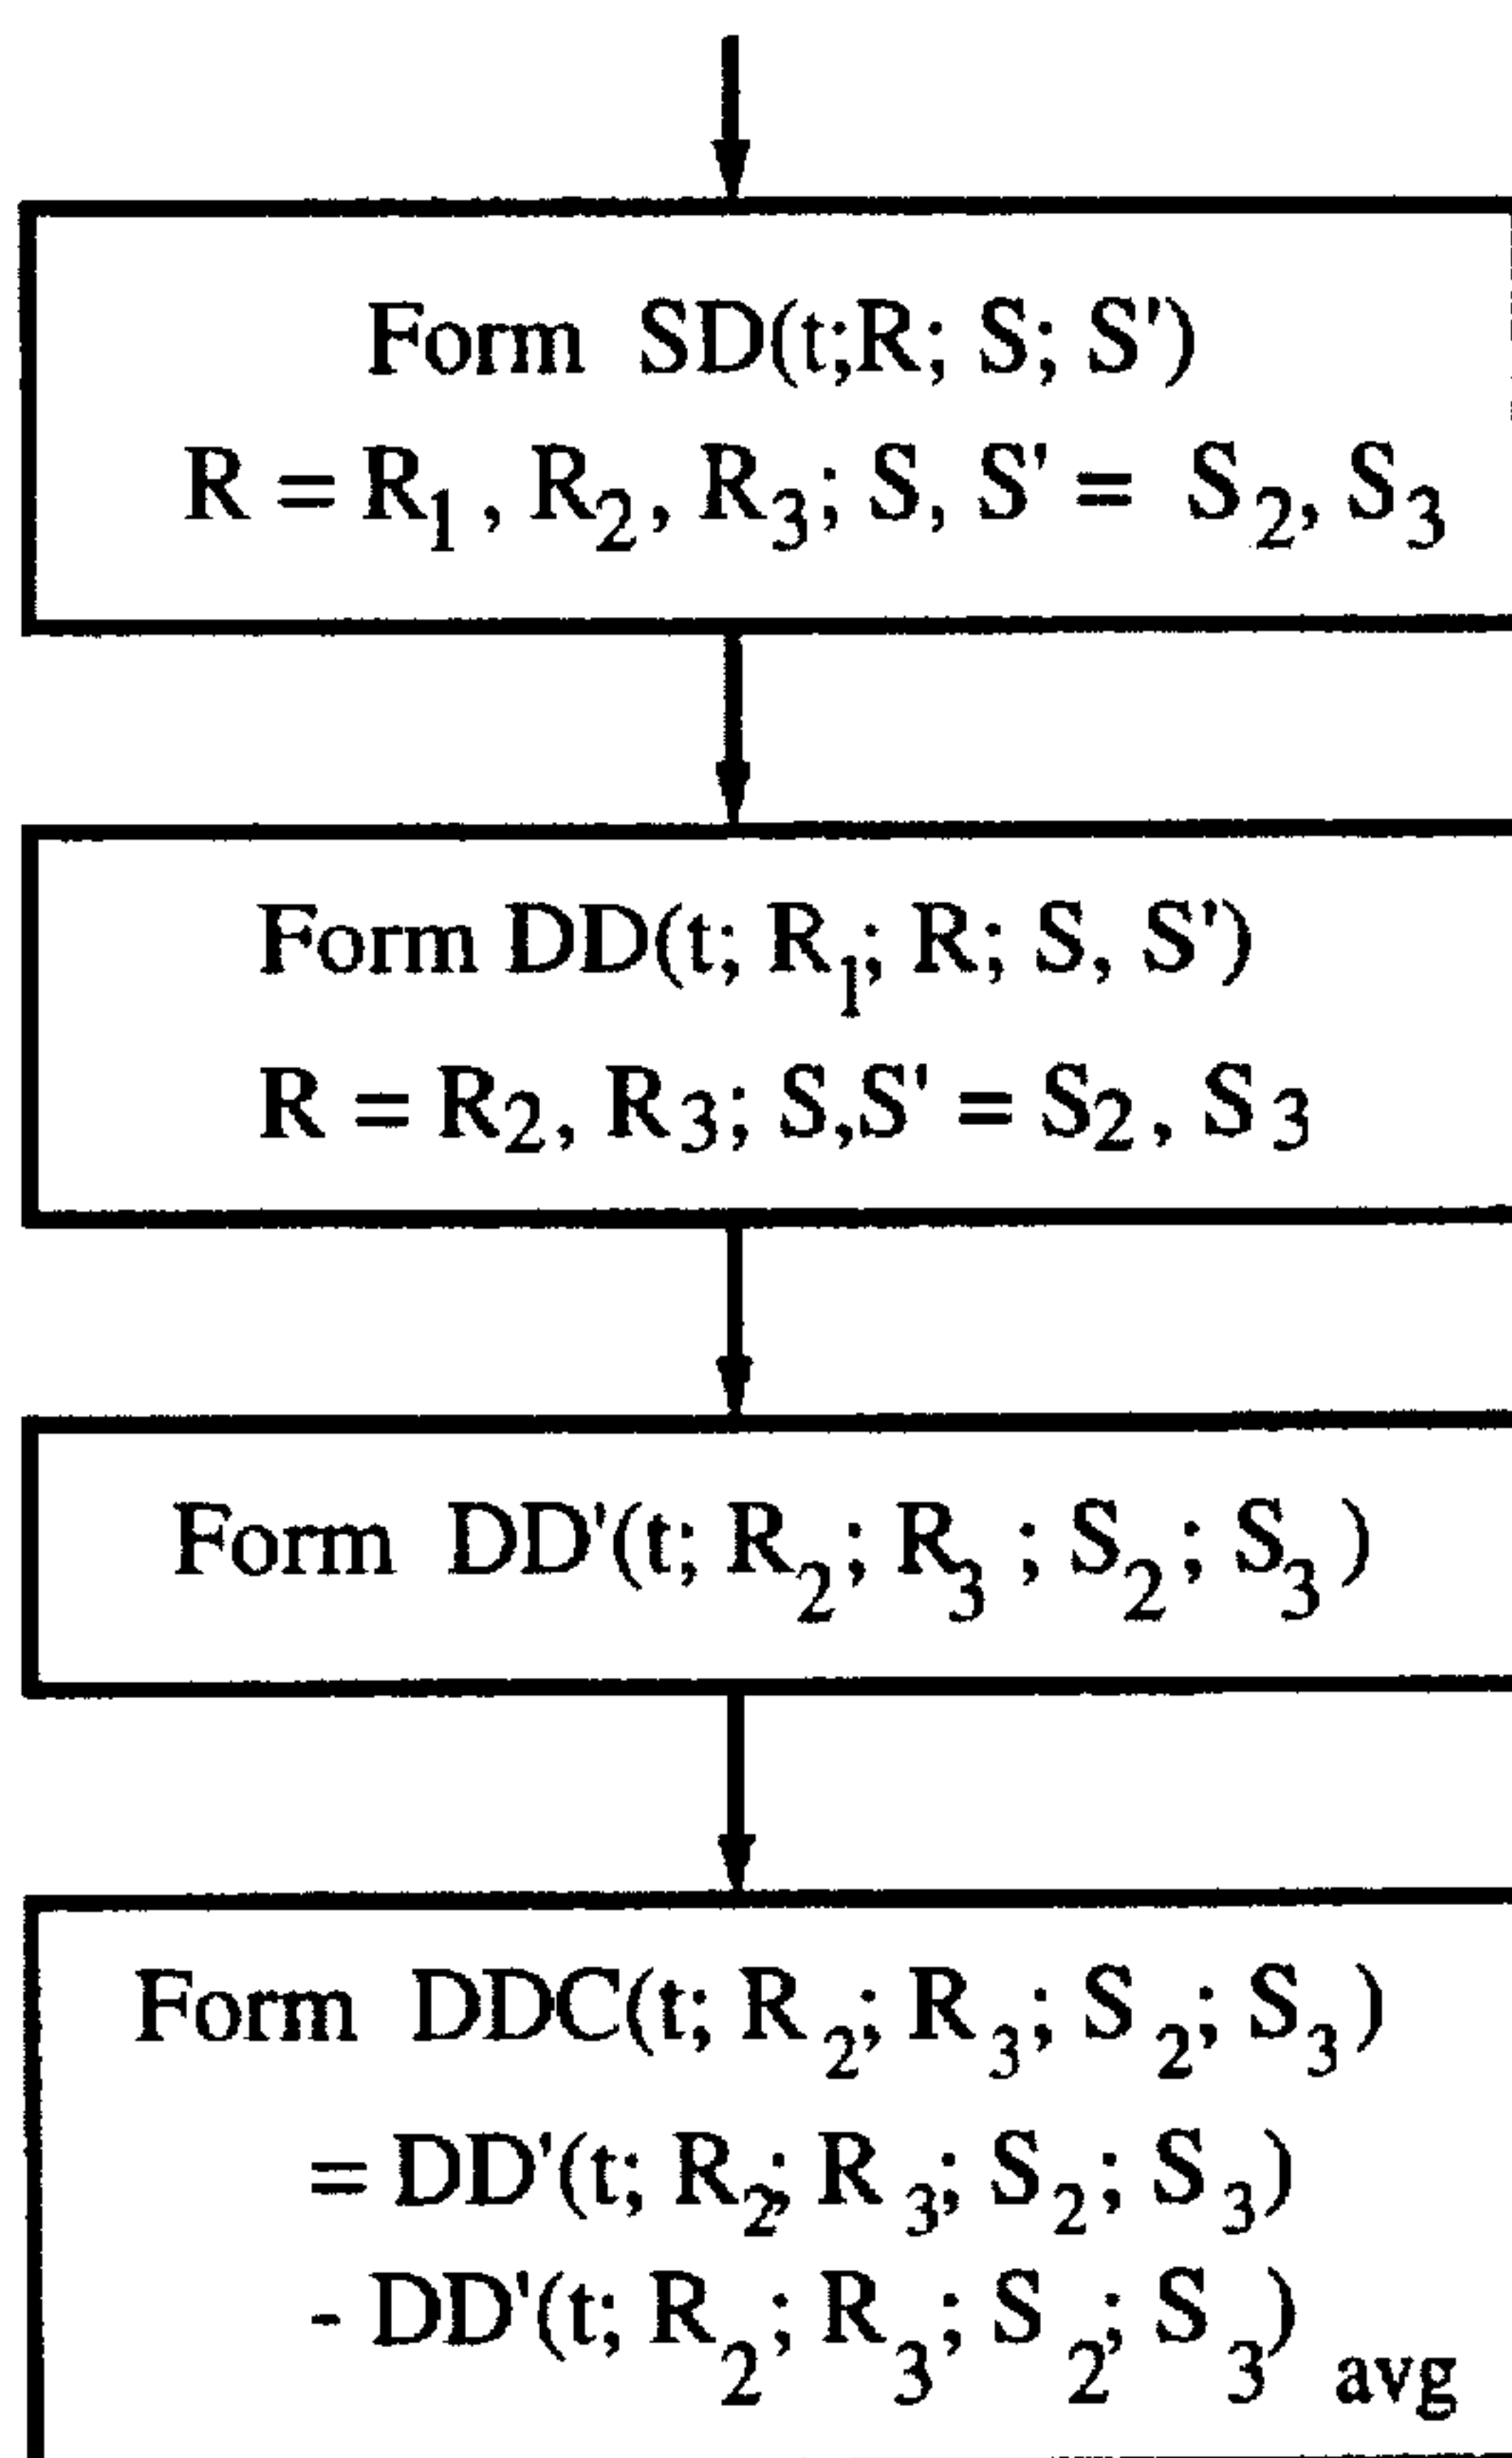 Form SD(t;R; S; S')
R = R₁ , R₂, R₃; S, S' = S₂, S₃
Form DD(t; R₁; R; S, S')
R = R₂, R₃; S,S' = S₂ , S₃
Form DD'(t; R₂; R₃ ; S₂ ; S₃ )
Form DDC(t; R₂; R₃; S₂; S₃ )
= DD'(t; R₂; R₃; S₂; S₃)
- DD'(t; R₂; R₃; S₂; S₃) avg